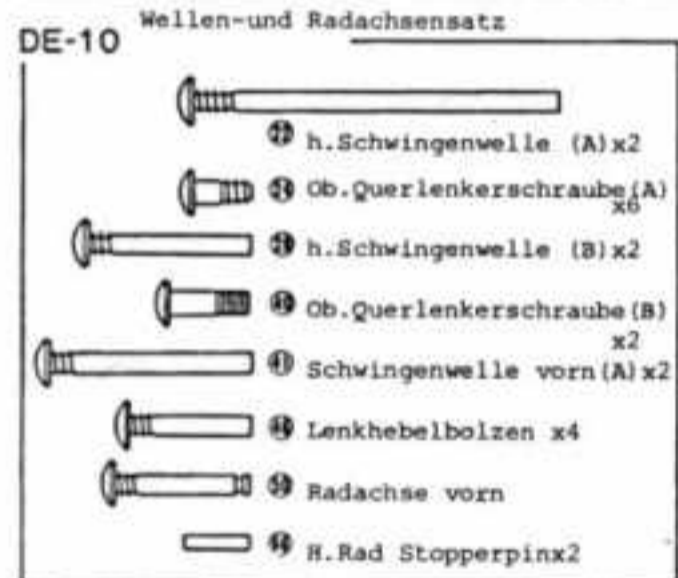 Wellen-und Radachsensatz
DE-10
h.Schwingenwelle (A)x2
Ob.Querlenkerschraube(A)
x6
h.Schwingenwelle (B)x2
Ob.Querlenkerschraube(B)
x2
Schwingenwelle vorn(A)x2
Lenkhebelbolzen x4
Radachse vorn
H.Rad Stopperpinx2